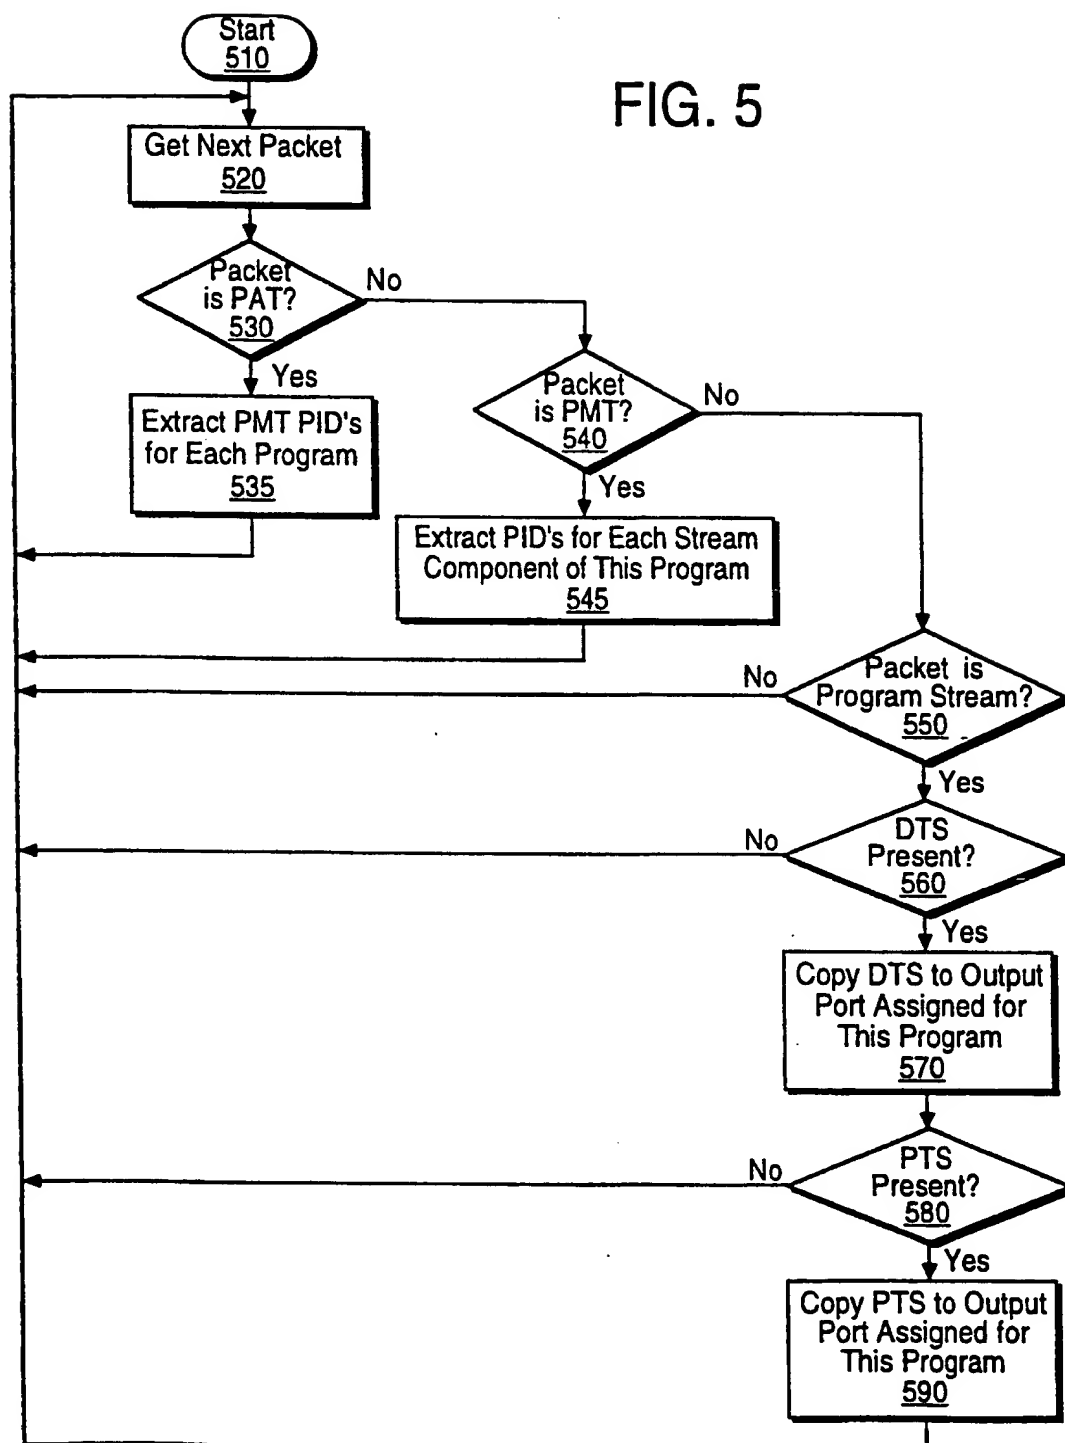 Start
510
FIG. 5
Get Next Packet
520
Packet
is PAT?
530
No
Yes
Extract PMT PID's
for Each Program
535
Packet
is PMT?
540
No
Yes
Extract PID's for Each Stream
Component of This Program
545
Packet is
Program Stream?
550
No
Yes
DTS
Present?
560
No
Yes
Copy DTS to Output
Port Assigned for
This Program
570
PTS
Present?
580
No
Yes
Copy PTS to Output
Port Assigned for
This Program
590